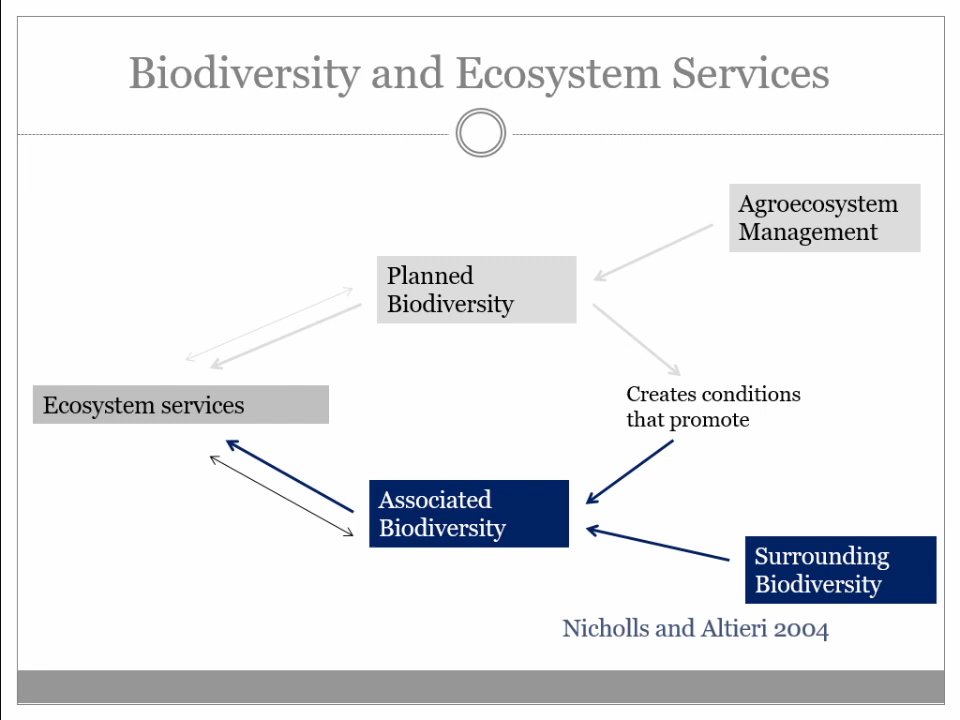 Biodiversity and Ecosystem Services
Agroecosystem
Management
Planned
Biodiversity
Ecosystem services
Creates conditions
that promote
Associated
Biodiversity
Surrounding
Biodiversity
Nicholls and Altieri 2004